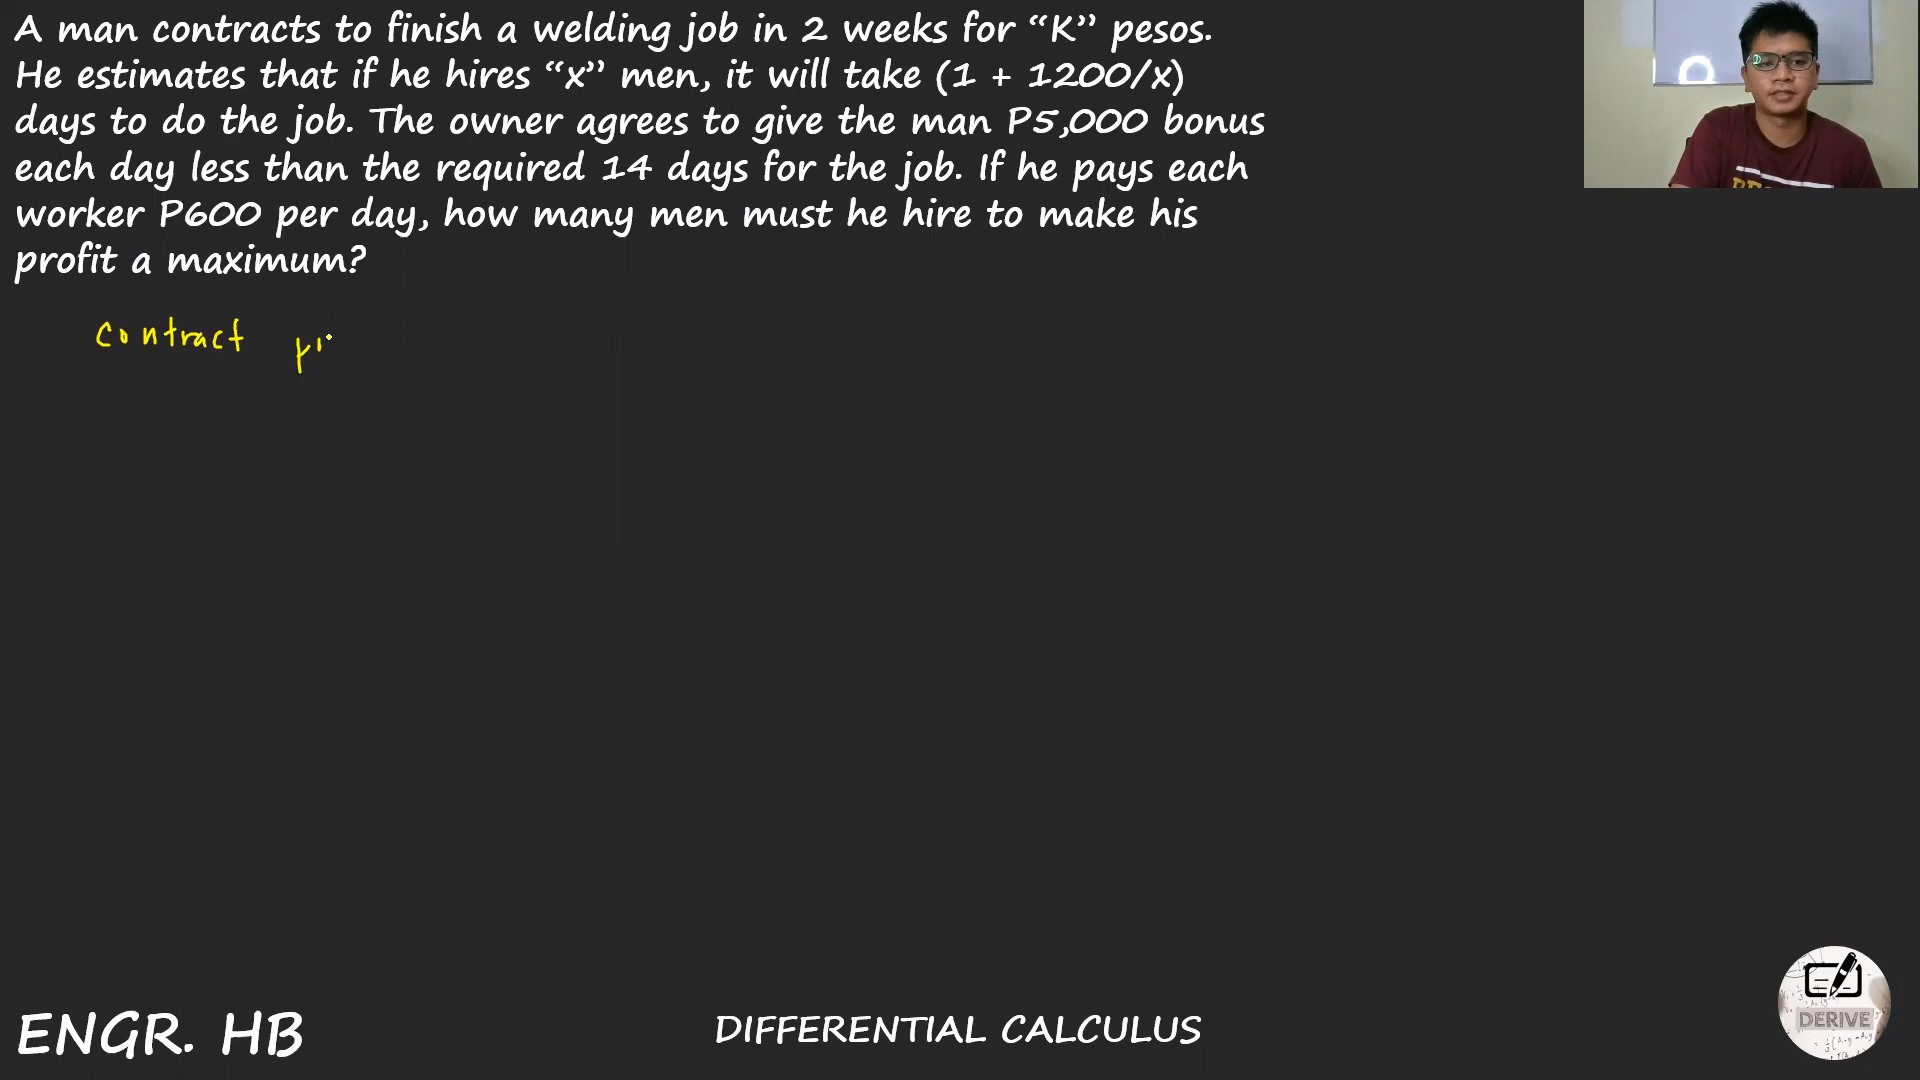 A man contracts to finish a welding job in 2 weeks for “K” pesos.
He estimates that if he hires “x” men, it will take (1 + 1200/x)
days to do the job. The owner agrees to give the man P5,000 bonus
each day less than the required 14 days for the job. If he pays each
worker P600 per day, how many men must he hire to make his
profit a maximum?
contract
ENGR. HB
DIFFERENTIAL CALCULUS
DERIVE